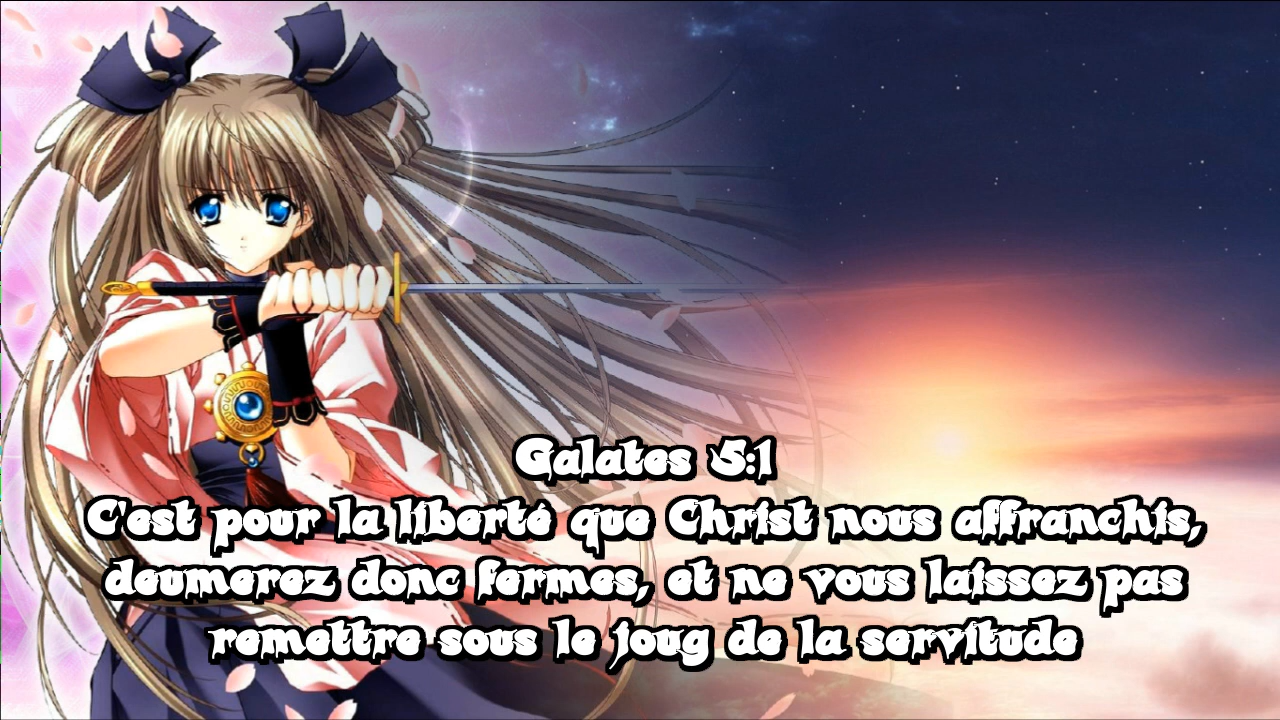 Galates 5:1
C'est pour la liberté que Christ nous affranchis,
deumerez donc fermes, et ne vous laissez pas
remettre sous le joug de la servitude